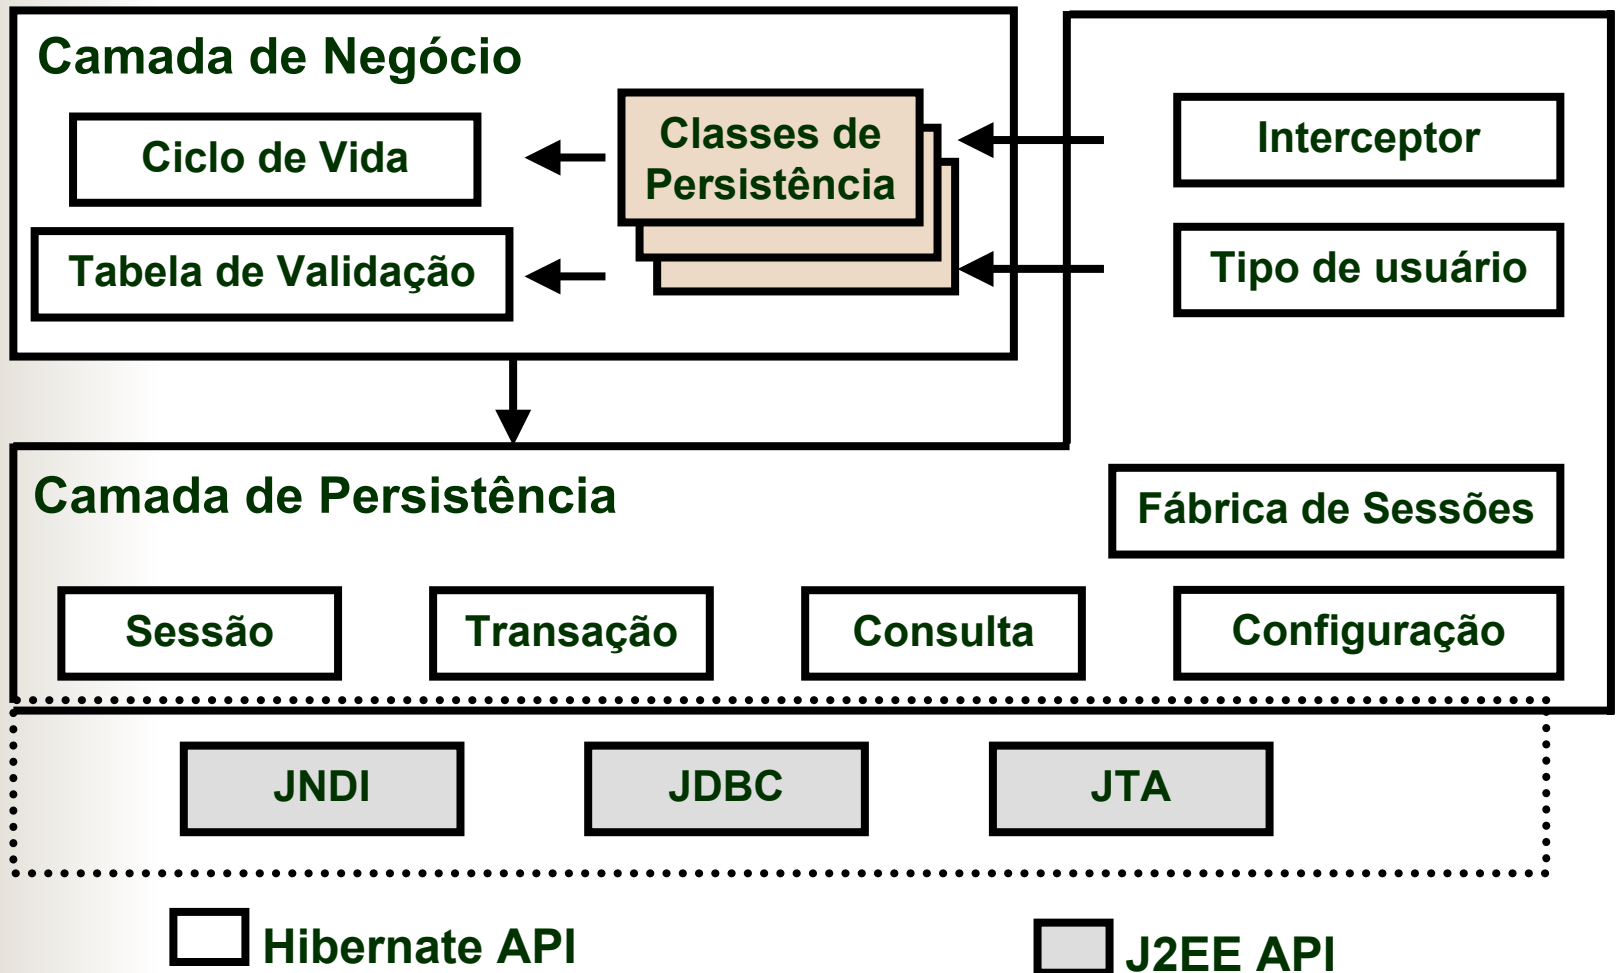 Camada de Negócio
Ciclo de Vida
Classes de
Persistência
Interceptor
Tabela de Validação
Tipo de usuário
Camada de Persistência
Fábrica de Sessões
Sessão
Transação
Consulta
Configuração
JNDI
JDBC
JTA
Hibernate API
J2EE API